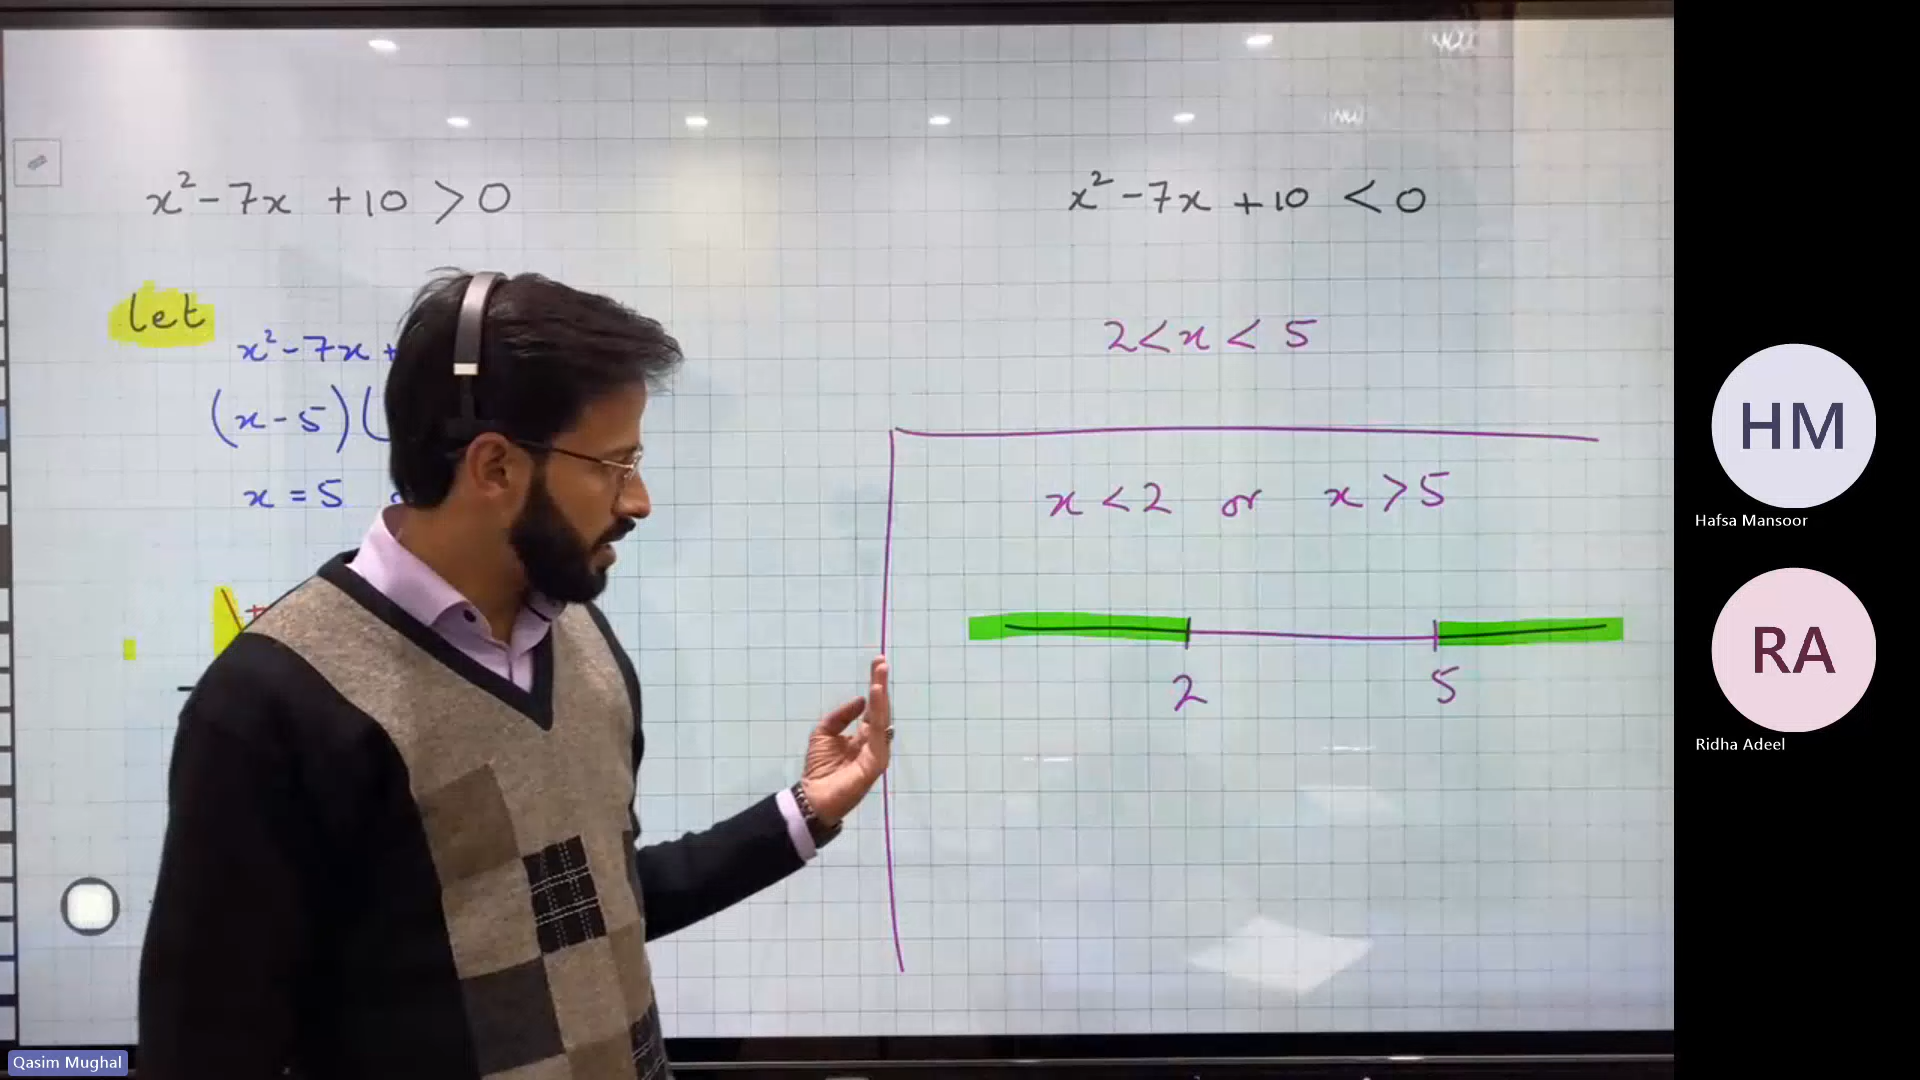 x² - 7x + 10 > 0
let
x² - 7x +
(x - 5)(
x = 5
+
x² - 7x + 10 < 0
2 < x < 5
x < 2 or x > 5
2 5
HM
Hafsa Mansoor
RA
Ridha Adeel
Qasim Mughal